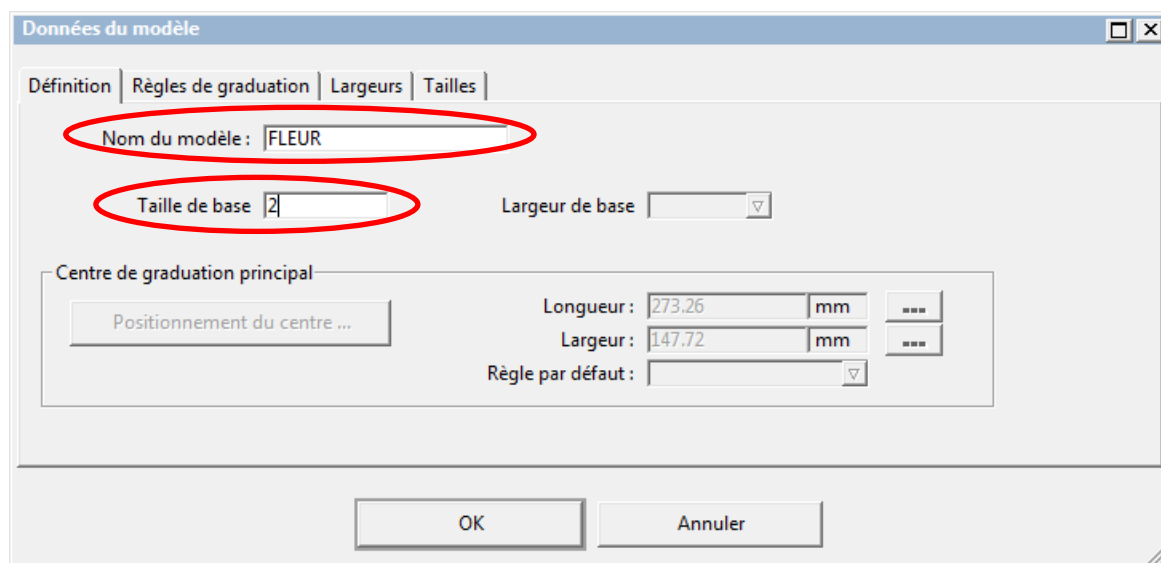 Données du modèle
Définition Règles de graduation Largeurs Tailles
Nom du modèle : FLEUR
Taille de base 2 Largeur de base
Centre de graduation principal
Positionnement du centre ... Longueur : 273.26 mm ...
Largeur : 147.72 mm ...
Règle par défaut :
OK Annuler